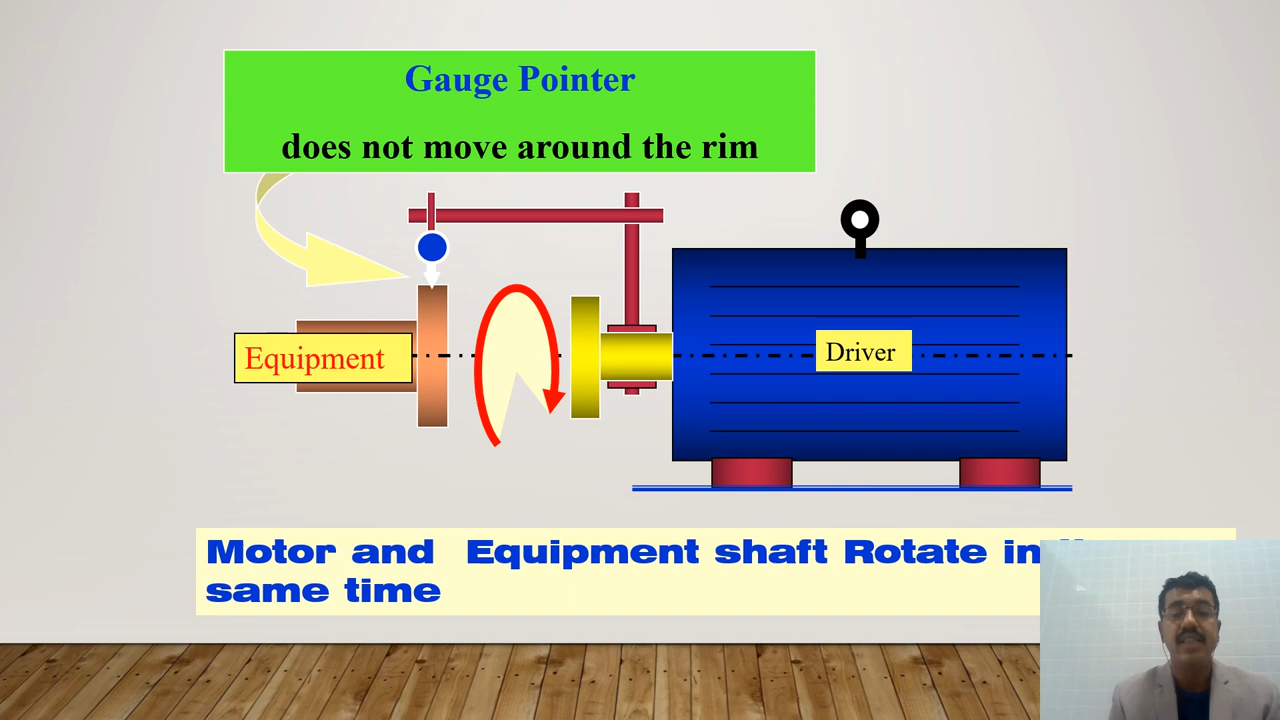 Gauge Pointer
does not move around the rim
Equipment
Driver
Motor and Equipment shaft Rotate in
same time